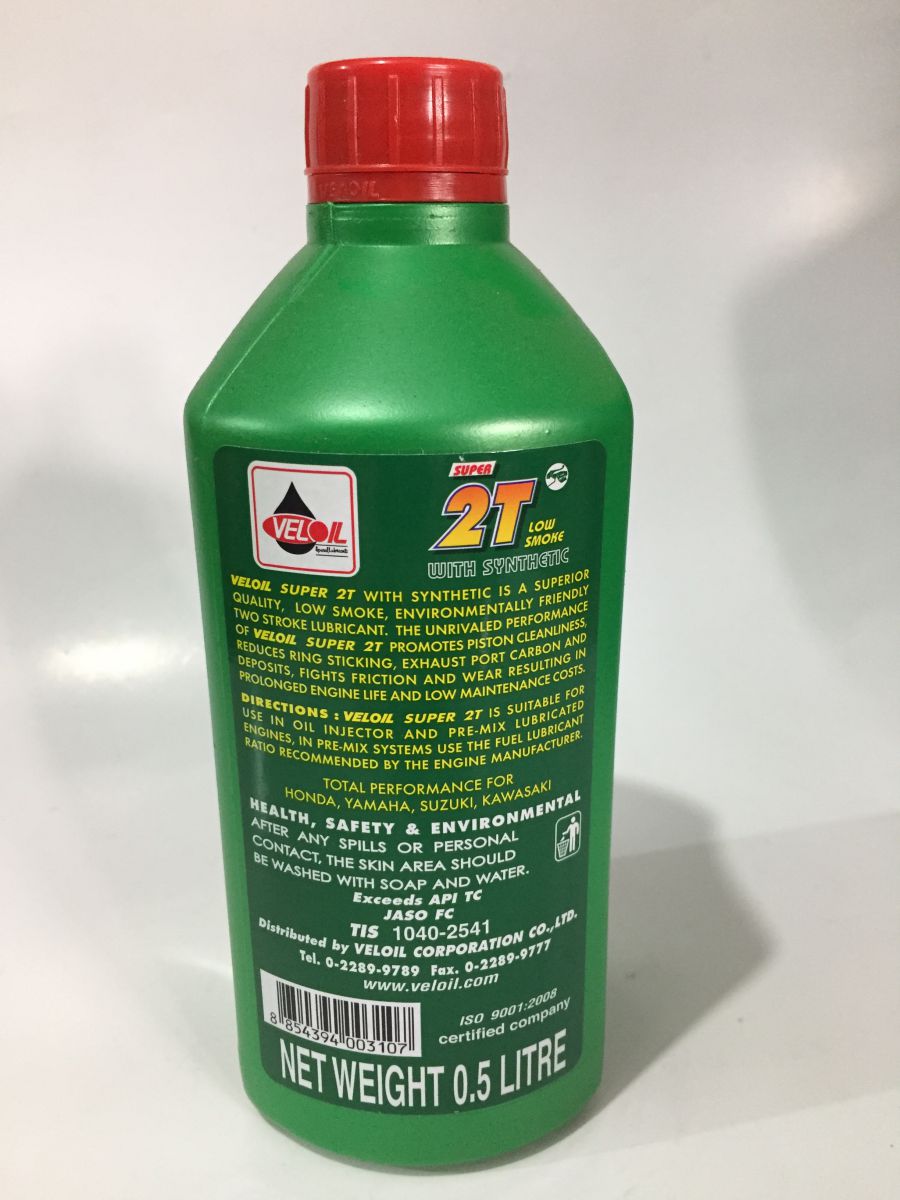 VELOIL
VELOIL
Special Lubricants
SUPER
2T
LOW
SMOKE
WITH SYNTHETIC
VELOIL SUPER 2T WITH SYNTHETIC IS A SUPERIOR
QUALITY, LOW SMOKE, ENVIRONMENTALLY FRIENDLY
TWO STROKE LUBRICANT. THE UNRIVALED PERFORMANCE
OF VELOIL SUPER 2T PROMOTES PISTON CLEANLINESS,
REDUCES RING STICKING, EXHAUST PORT CARBON AND
DEPOSITS, FIGHTS FRICTION AND WEAR RESULTING IN
PROLONGED ENGINE LIFE AND LOW MAINTENANCE COSTS.
DIRECTIONS : VELOIL SUPER 2T IS SUITABLE FOR
USE IN OIL INJECTOR AND PRE-MIX LUBRICATED
ENGINES, IN PRE-MIX SYSTEMS USE THE FUEL LUBRICANT
RATIO RECOMMENDED BY THE ENGINE MANUFACTURER.
TOTAL PERFORMANCE FOR
HONDA, YAMAHA, SUZUKI, KAWASAKI
HEALTH, SAFETY & ENVIRONMENTAL
AFTER ANY SPILLS OR PERSONAL
CONTACT, THE SKIN AREA SHOULD
BE WASHED WITH SOAP AND WATER.
Exceeds API TC
JASO FC
TIS 1040-2541
Distributed by VELOIL CORPORATION CO.,LTD.
Tel. 0-2289-9789 Fax. 0-2289-9777
www.veloil.com
ISO 9001:2008
certified company
8 854394 003107
NET WEIGHT 0.5 LITRE